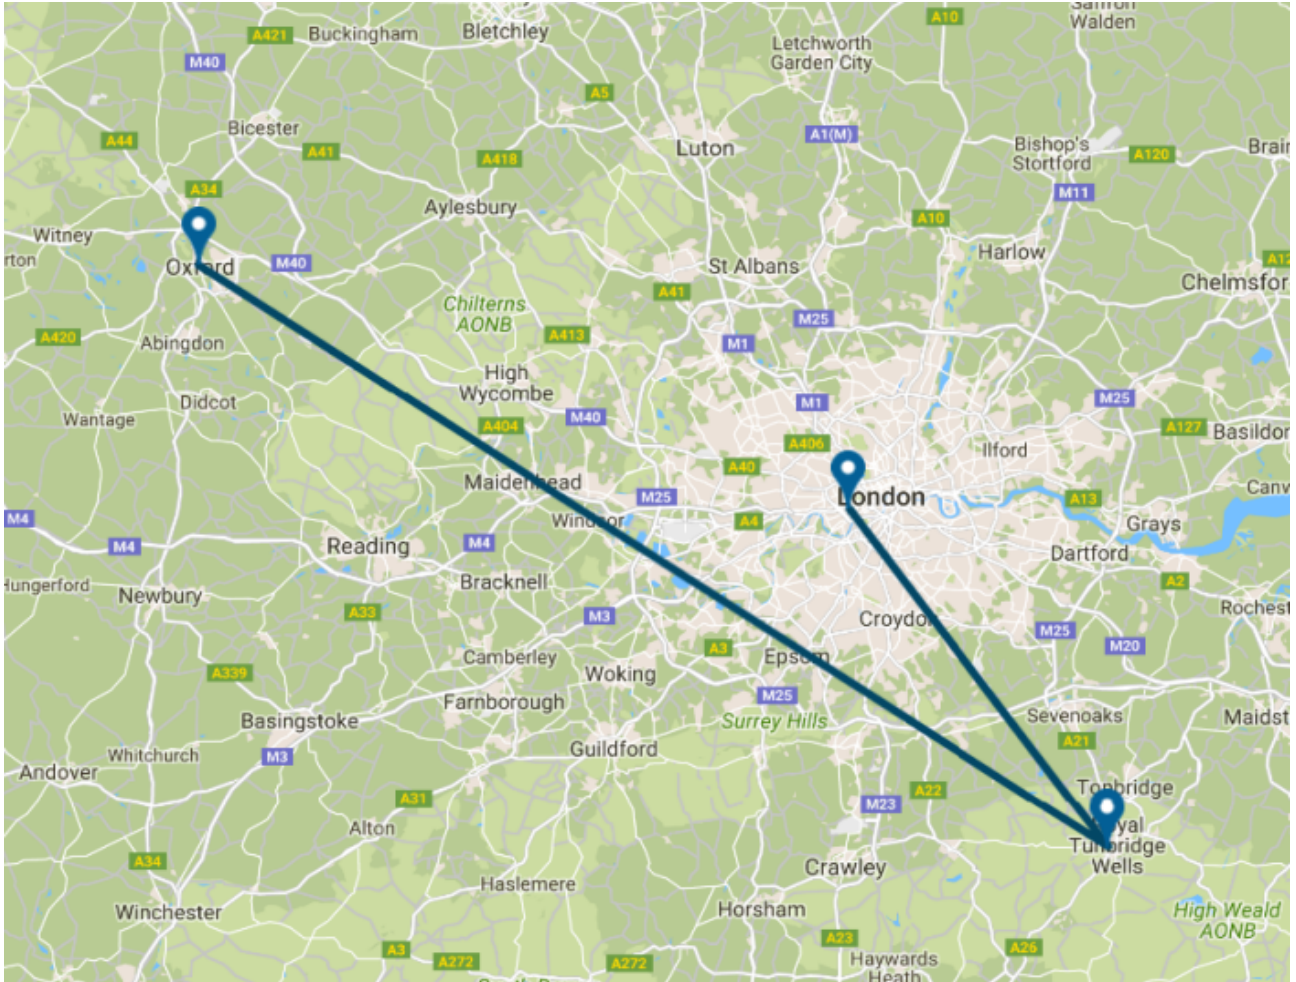 Saffron
Walden
A10
A421
Buckingham
Bletchley
Letchworth
Garden City
M40
A5
Bicester
A44
A41
A418
Luton
A1(M)
Bishop's
Stortford
A120
Brain
M11
A34
Aylesbury
A10
Witney
rton
Oxford
M40
St Albans
Harlow
A12
Chelmsfor
A41
Chilterns
AONB
A420
Abingdon
A413
M25
M1
High
Wycombe
Didcot
Wantage
M1
M25
A404
M40
A406
Ilford
A127
Basildon
A40
Maidenhead
M25
London
A13
Canv
M4
Windsor
A4
Grays
M4
Reading
M4
Dartford
Hungerford
Newbury
Bracknell
A2
A33
M3
Croydon
Rochest
M25
M20
A3
Epsom
Camberley
Woking
A339
M25
Farnborough
Basingstoke
Surrey Hills
Sevenoaks
Maidst
Whitchurch
M3
Guildford
A21
Andover
Tonbridge
A22
A31
M23
Alton
Royal
Tunbridge
Wells
A34
Crawley
Haslemere
Winchester
Horsham
High Weald
AONB
A23
A26
A3
A272
A272
Haywards
Heath